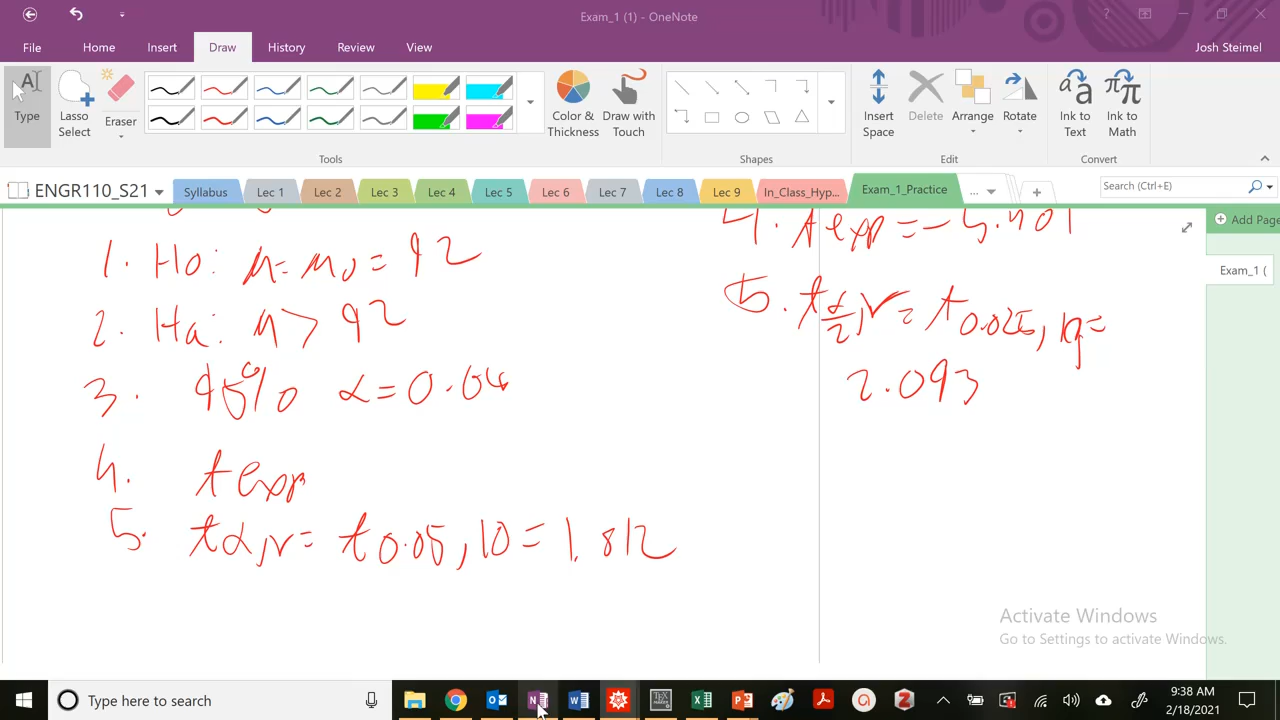 Exam_1 (1) - OneNote
File Home Insert Draw History Review View Josh Steimel
Type
Lasso Select
Eraser
Color & Thickness
Draw with Touch
Insert Space
Delete
Arrange
Rotate
Ink to Text
Ink to Math
Tools Shapes Edit Convert
ENGR110_S21 Syllabus Lec 1 Lec 2 Lec 3 Lec 4 Lec 5 Lec 6 Lec 7 Lec 8 Lec 9 In_Class_Hyp... Exam_1_Practice ... Search (Ctrl+E)
Add Page
Exam_1 (
1. Ho: μ = μ0 = 92
2. Ha: μ > 92
3. 95% α = 0.05
4. t exp
5. tα,ν = t 0.05, 10 = 1.812
5. t α/2, ν = t 0.025, 19 =
2.093
Activate Windows
Go to Settings to activate Windows.
Type here to search
9:38 AM
2/18/2021